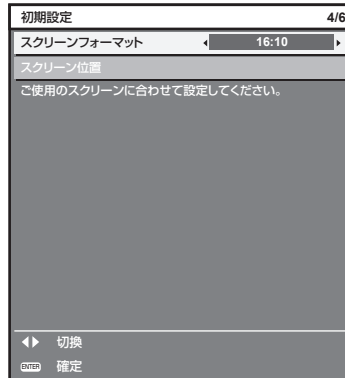 初期設定 4/6
スクリーンフォーマット 16:10
スクリーン位置
ご使用のスクリーンに合わせて設定してください。
切換
ENTER 確定